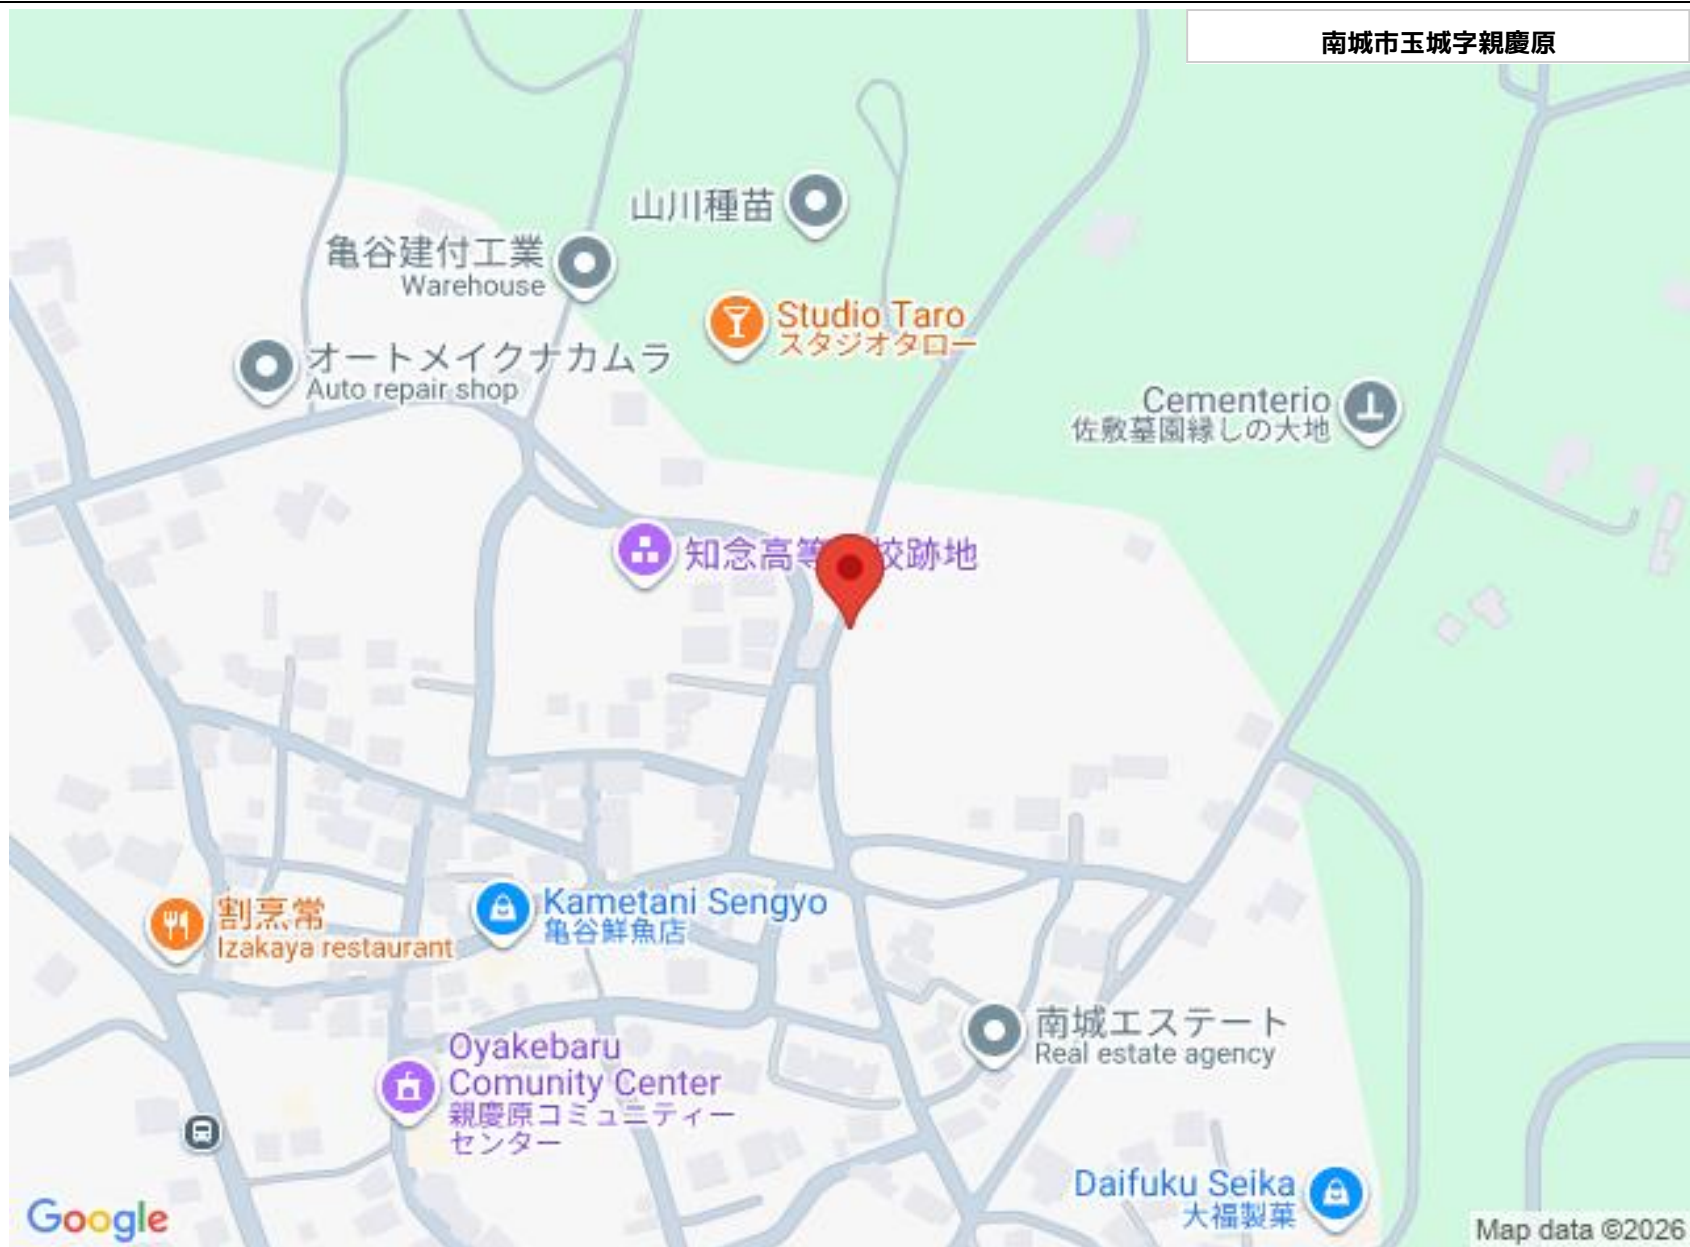 南城市玉城字親慶原
山川種苗
亀谷建付工業
Warehouse
Studio Taro
スタジオタロー
オートメイクナカムラ
Auto repair shop
Cementerio
佐敷墓園縁しの大地
知念高等 校跡地
割烹常
Izakaya restaurant
Kametani Sengyo
亀谷鮮魚店
南城エステート
Real estate agency
Oyakebaru
Comunity Center
親慶原コミュニティー
センター
Daifuku Seika
大福製菓
Google
Map data ©2026